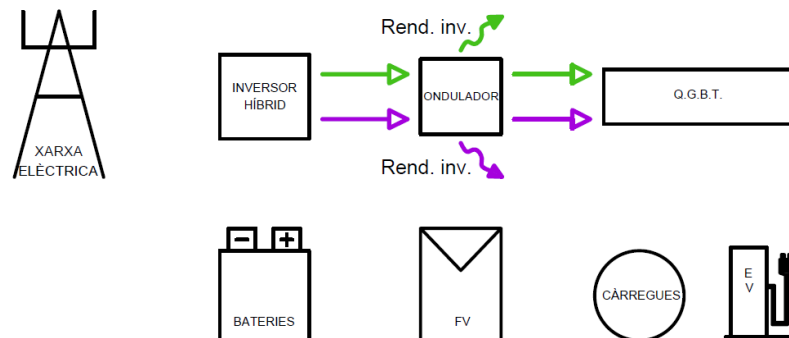 Rend. inv.
INVERSOR
HÍBRID
ONDULADOR
Q.G.B.T.
XARXA
ELÈCTRICA
Rend. inv.
- +
BATERIES
FV
CÀRREGUES
E
V